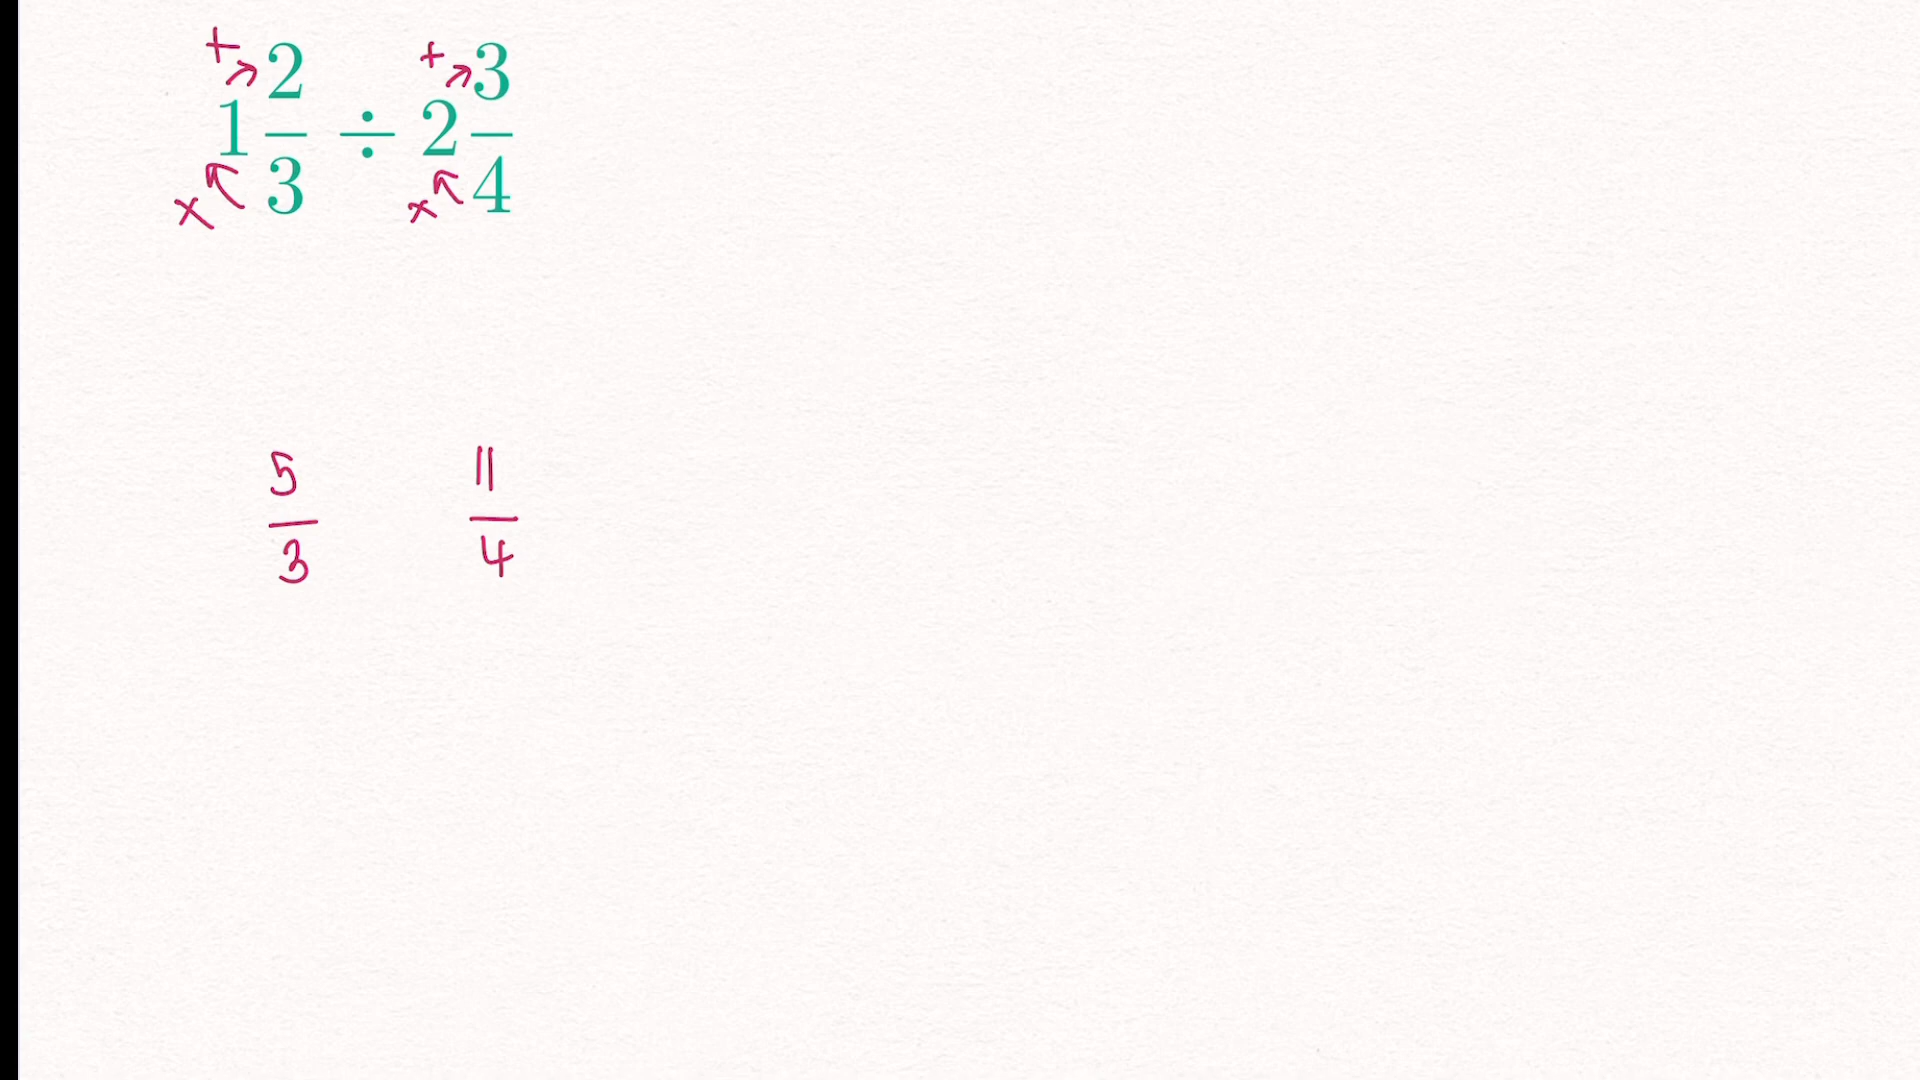 1 2/3 ÷ 2 3/4
+ +
x x
5/3 11/4